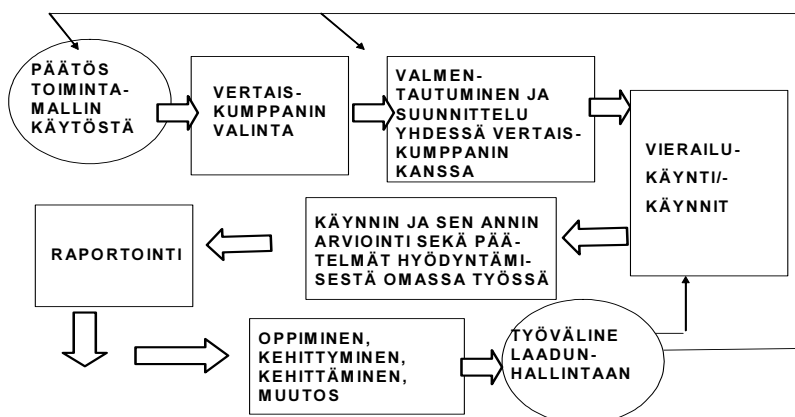 PÄÄTÖS
TOIMINTA-
MALLIN
KÄYTÖSTÄ
VERTAIS-
KUMPPANIN
VALINTA
VALMEN-
TAUTUMINEN JA
SUUNNITTELU
YHDESSÄ VERTAIS-
KUMPPANIN
KANSSA
VIERAILU-
KÄYNTI/-
KÄYNNIT
KÄYNNIN JA SEN ANNIN
ARVIOINTI SEKÄ PÄÄ-
TELMÄT HYÖDYNTÄMI-
SESTÄ OMASSA TYÖSSÄ
RAPORTOINTI
OPPIMINEN,
KEHITTYMINEN,
KEHITTÄMINEN,
MUUTOS
TYÖVÄLINE
LAADUN-
HALLINTAAN